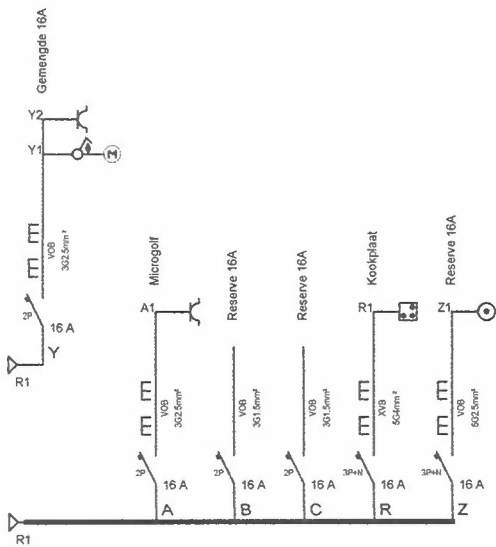 Gemengde 16A
Y2
Y1
VOB
3G2.5mm²
2P
16 A
Y
R1
Microgolf
A1
VOB
3G2.5mm²
2P
16 A
A
Reserve 16A
VOB
3G1.5mm²
2P
16 A
B
Reserve 16A
VOB
3G1.5mm²
2P
16 A
C
Kookplaat
R1
XVB
5G4mm²
3P+N
16 A
R
Reserve 16A
Z1
VOB
5G2.5mm²
3P+N
16 A
Z
R1